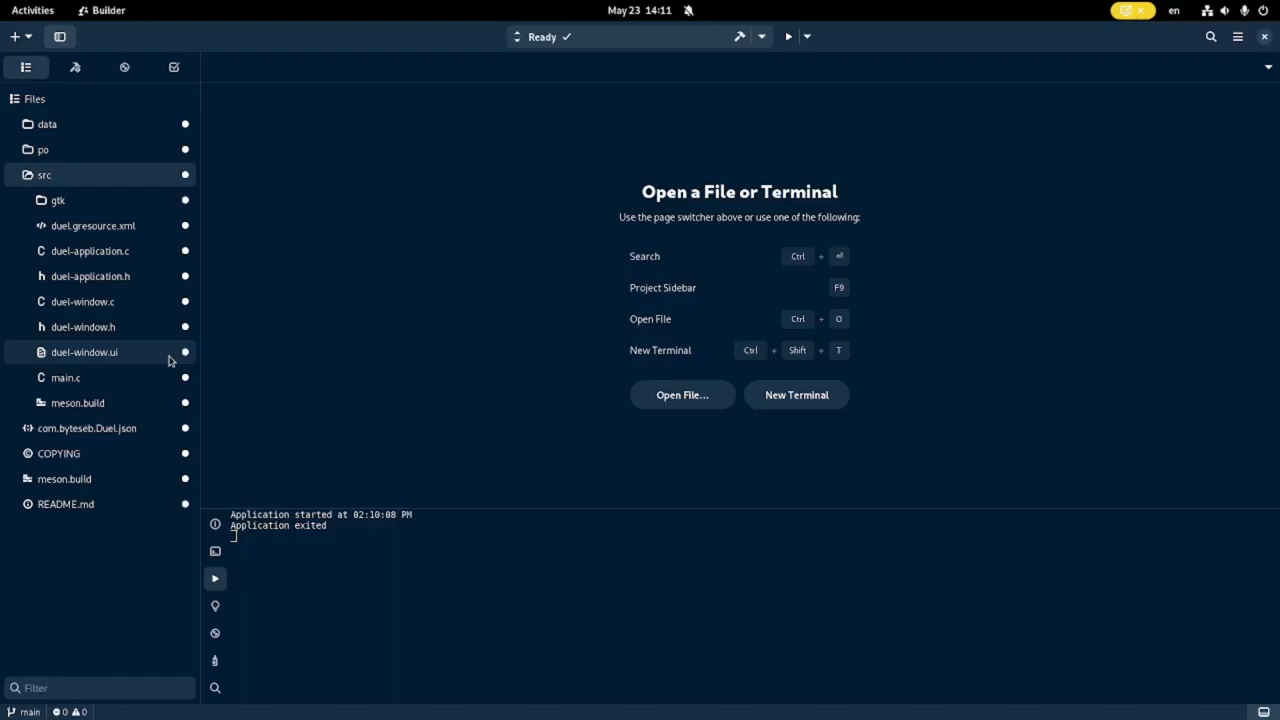 Activities
Builder
May 23 14:11
en
Ready
Files
data
po
src
gtk
duel.gresource.xml
duel-application.c
duel-application.h
duel-window.c
duel-window.h
duel-window.ui
main.c
meson.build
com.byteseb.Duel.json
COPYING
meson.build
README.md
Filter
main
0 0
Open a File or Terminal
Use the page switcher above or use one of the following:
Search Ctrl + ⏎
Project Sidebar F9
Open File Ctrl + O
New Terminal Ctrl + Shift + T
Open File... New Terminal
Application started at 02:10:08 PM
Application exited